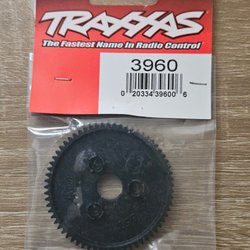 TRAXXAS
The Fastest Name in Radio Control
3960
0 20334 39600 6